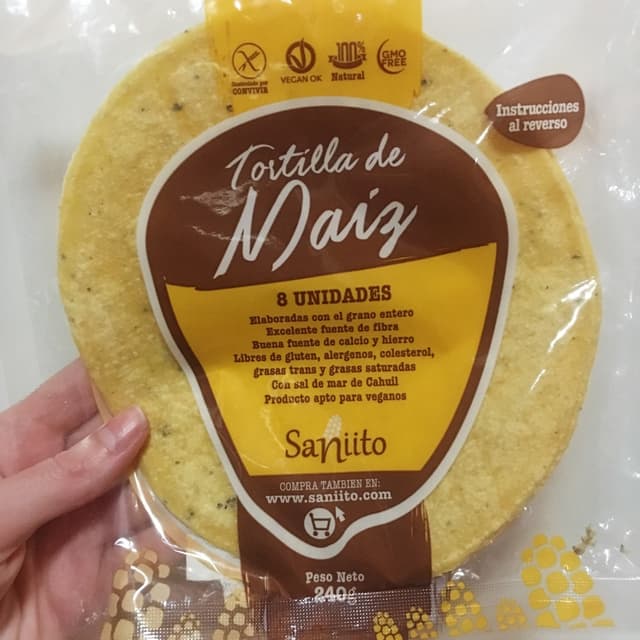 Controlado por
CONVIVIR
VEGAN OK
100%
Natural
GMO
FREE
Instrucciones
al reverso
Tortilla de
Maíz
8 UNIDADES
Elaboradas con el grano entero
Excelente fuente de fibra
Buena fuente de calcio y hierro
Libres de gluten, alergenos, colesterol,
grasas trans y grasas saturadas
Con sal de mar de Cahuil
Producto apto para veganos
Saniito
COMPRA TAMBIEN EN:
www.saniito.com
Peso Neto
240g